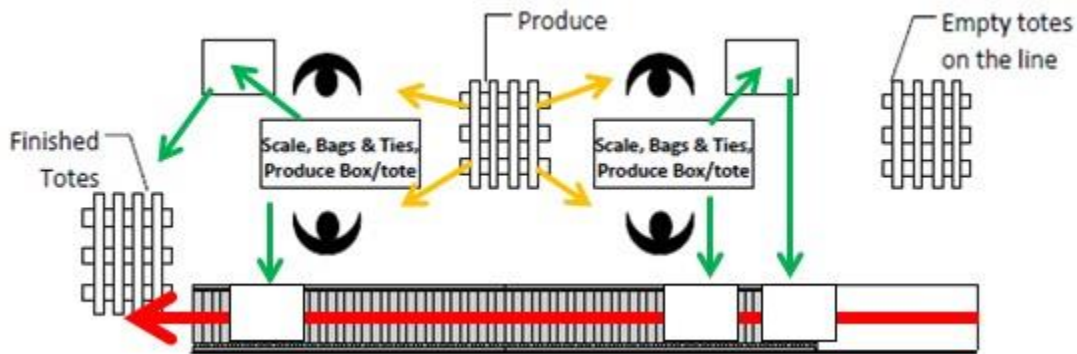 Produce
Empty totes
on the line
Scale, Bags & Ties,
Produce Box/tote
Scale, Bags & Ties,
Produce Box/tote
Finished
Totes